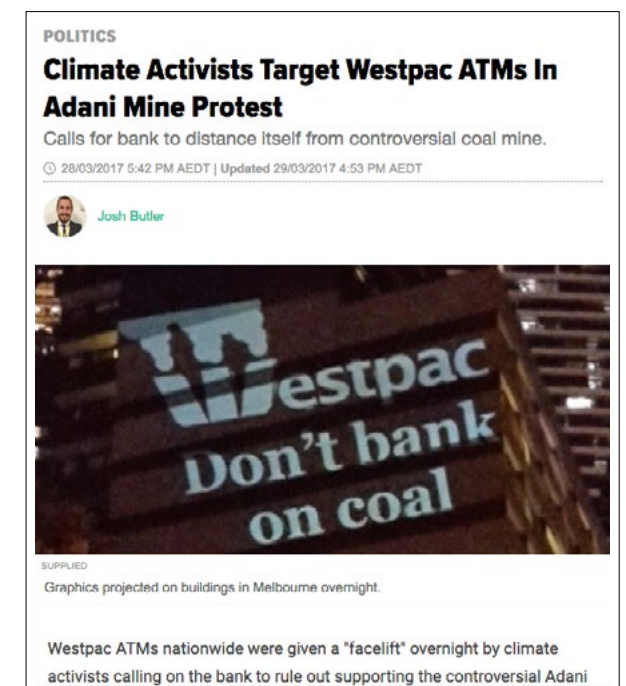 POLITICS
Climate Activists Target Westpac ATMs In
Adani Mine Protest
Calls for bank to distance itself from controversial coal mine.
28/03/2017 5:42 PM AEDT | Updated 29/03/2017 4:53 PM AEDT
Josh Butler
Westpac
Don't bank
on coal
SUPPLIED
Graphics projected on buildings in Melbourne overnight.
Westpac ATMs nationwide were given a "facelift" overnight by climate
activists calling on the bank to rule out supporting the controversial Adani